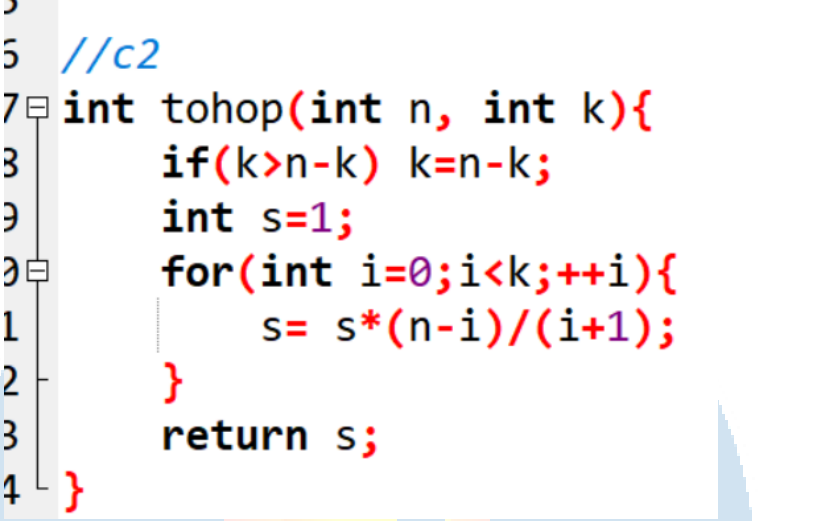 //c2
int tohop(int n, int k){
    if(k>n-k) k=n-k;
    int s=1;
    for(int i=0;i<k;++i){
        s= s*(n-i)/(i+1);
    }
    return s;
}